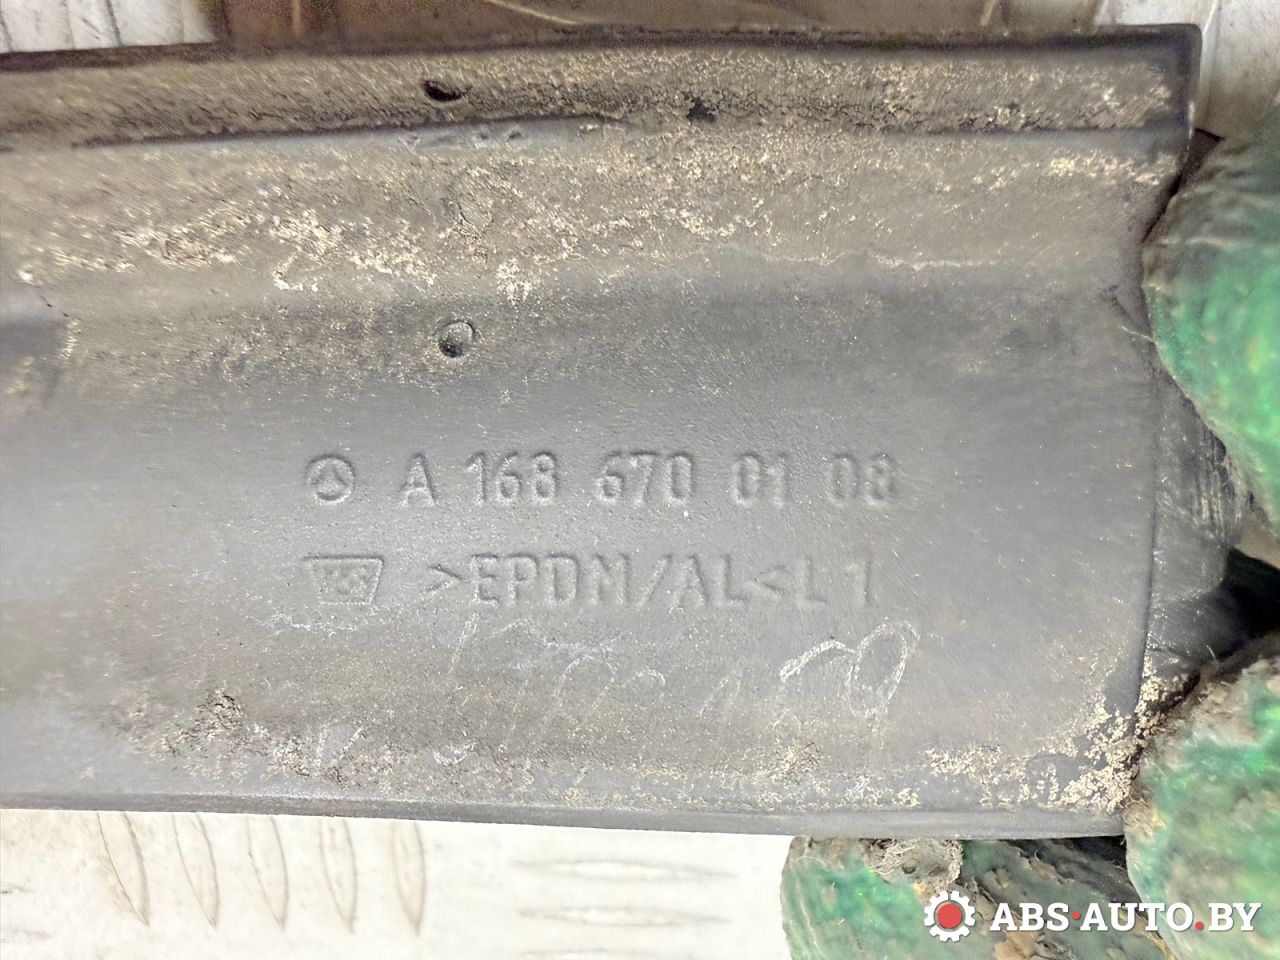 A 168 670 01 08
>EPDM/AL<L 1
ABS-AUTO.BY